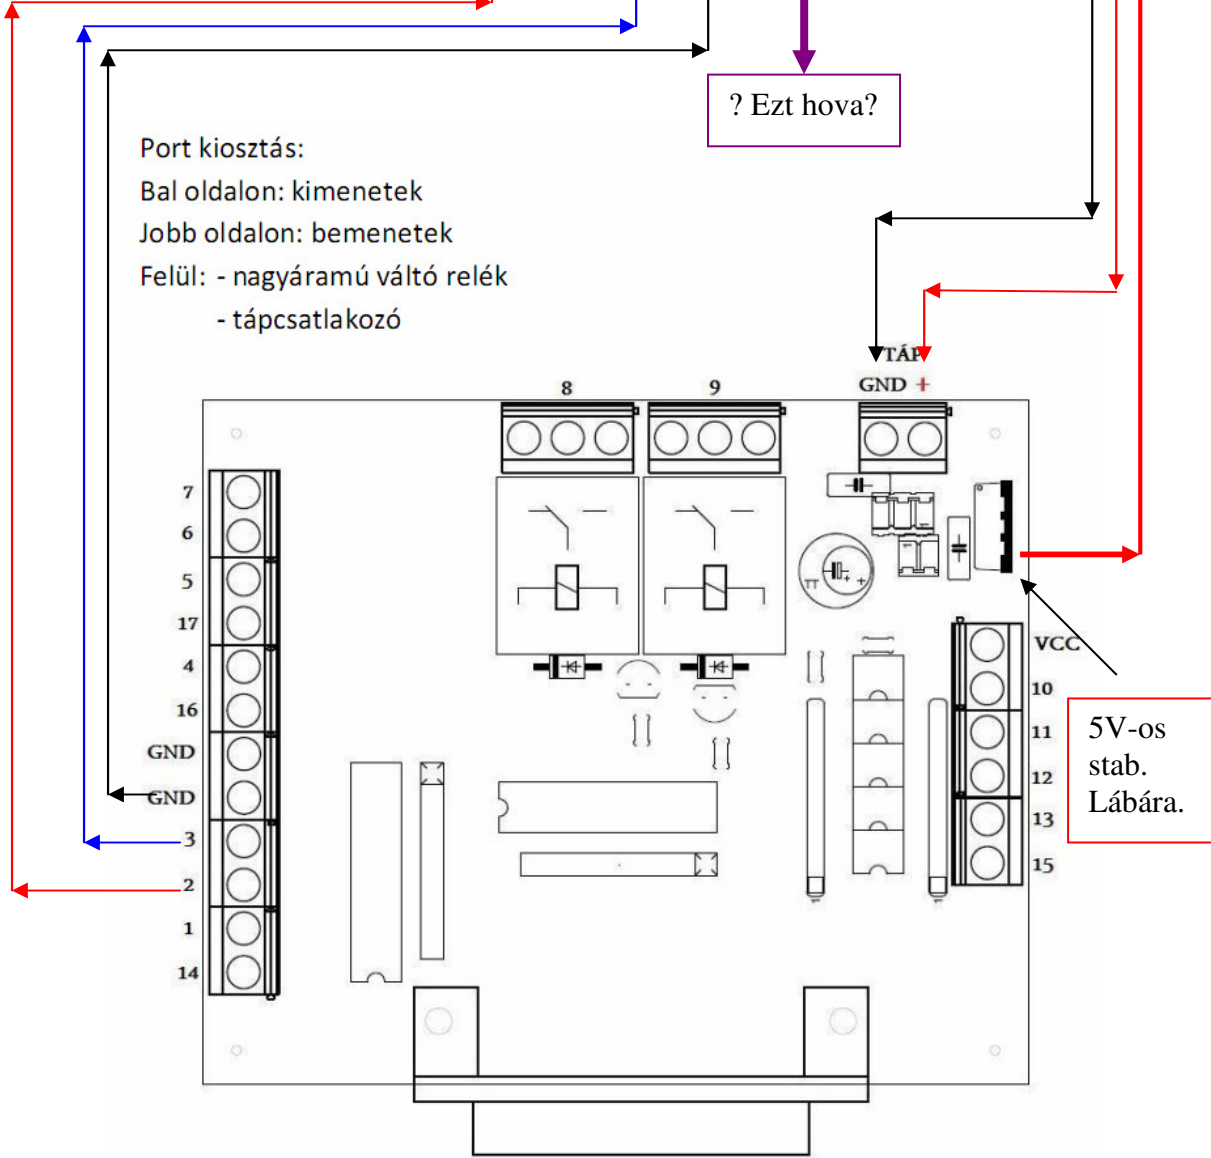 ? Ezt hova?
Port kiosztás:
Bal oldalon: kimenetek
Jobb oldalon: bemenetek
Felül: - nagyáramú váltó relék
- tápcsatlakozó
TÁP
GND +
8
9
7
6
5
17
4
16
GND
GND
3
2
1
14
VCC
10
11
12
13
15
5V-os
stab.
Lábára.